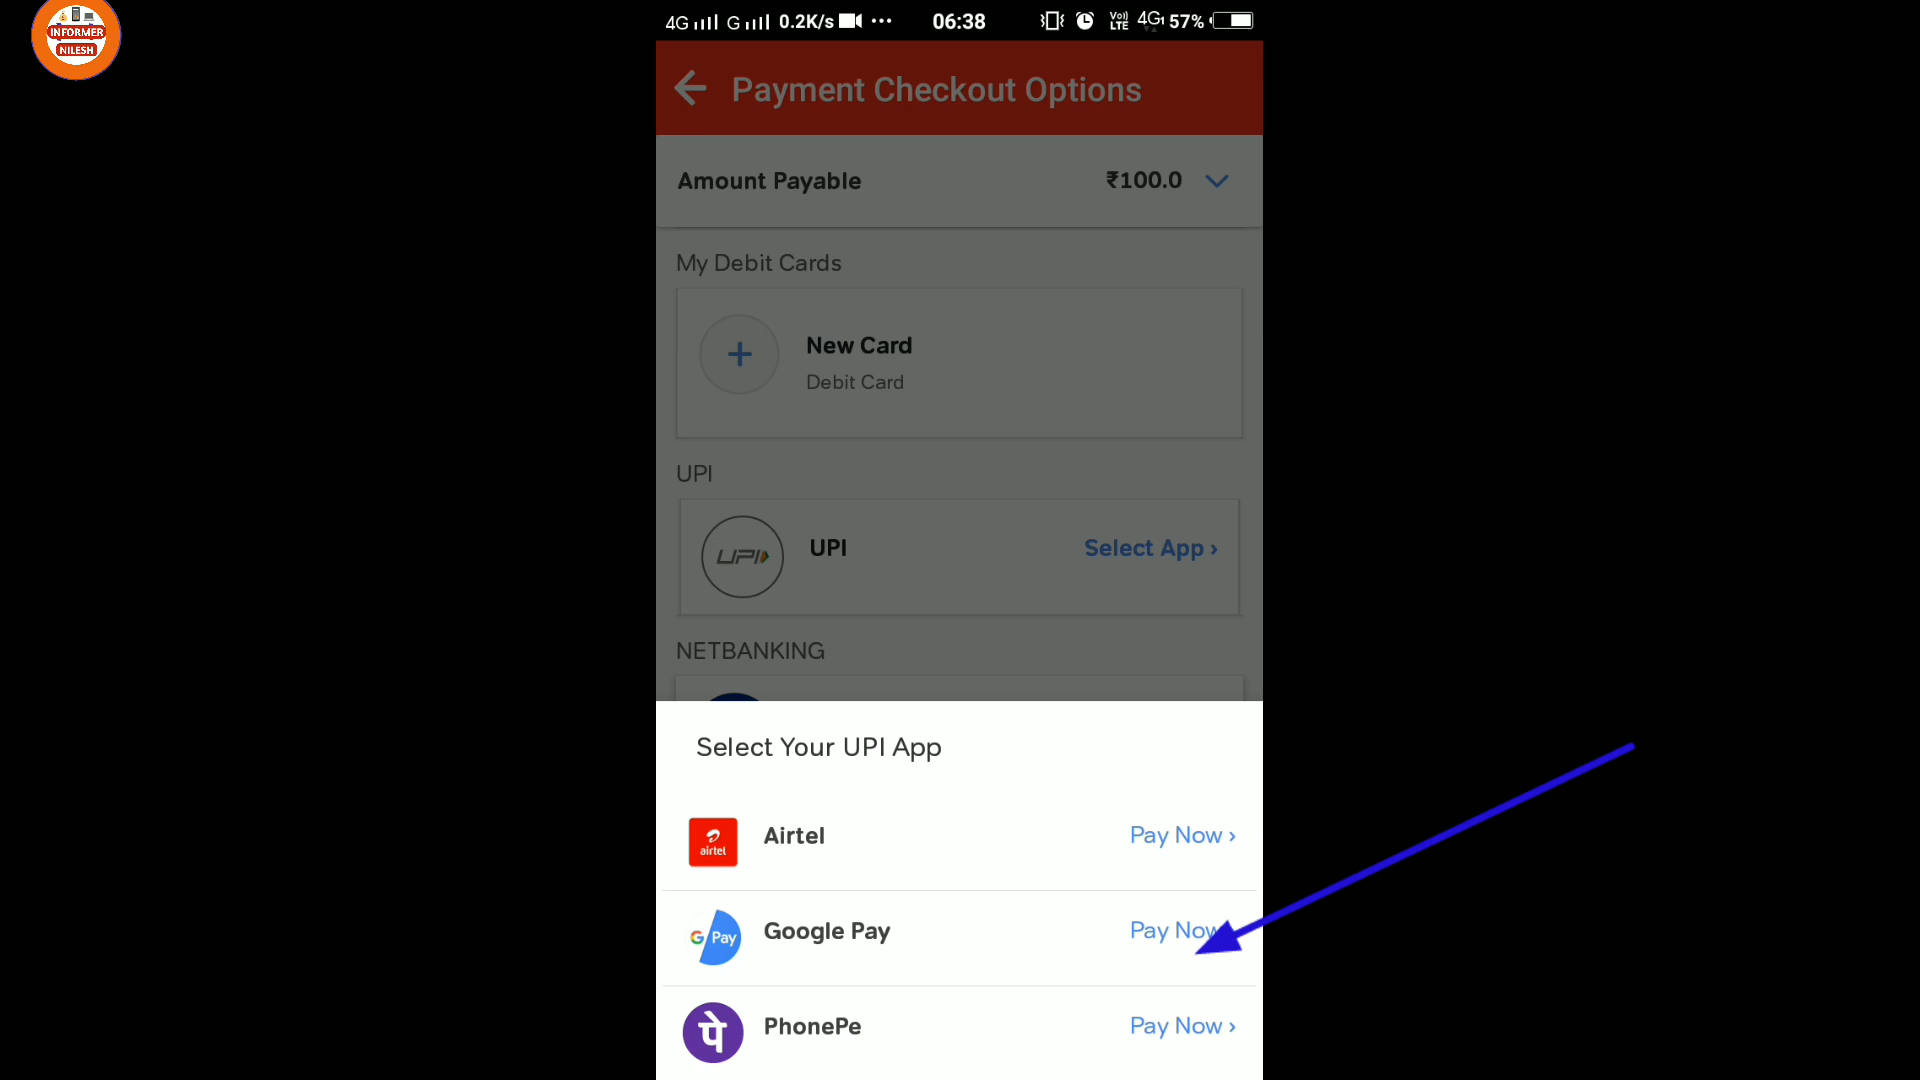 INFORMER
NILESH
4G G 0.2K/s ... 06:38 Vo)) LTE 4G 57%
Payment Checkout Options
Amount Payable ₹100.0
My Debit Cards
New Card
Debit Card
UPI
UPI UPI Select App ›
NETBANKING
Select Your UPI App
airtel Airtel Pay Now ›
G Pay Google Pay Pay Now
पे PhonePe Pay Now ›